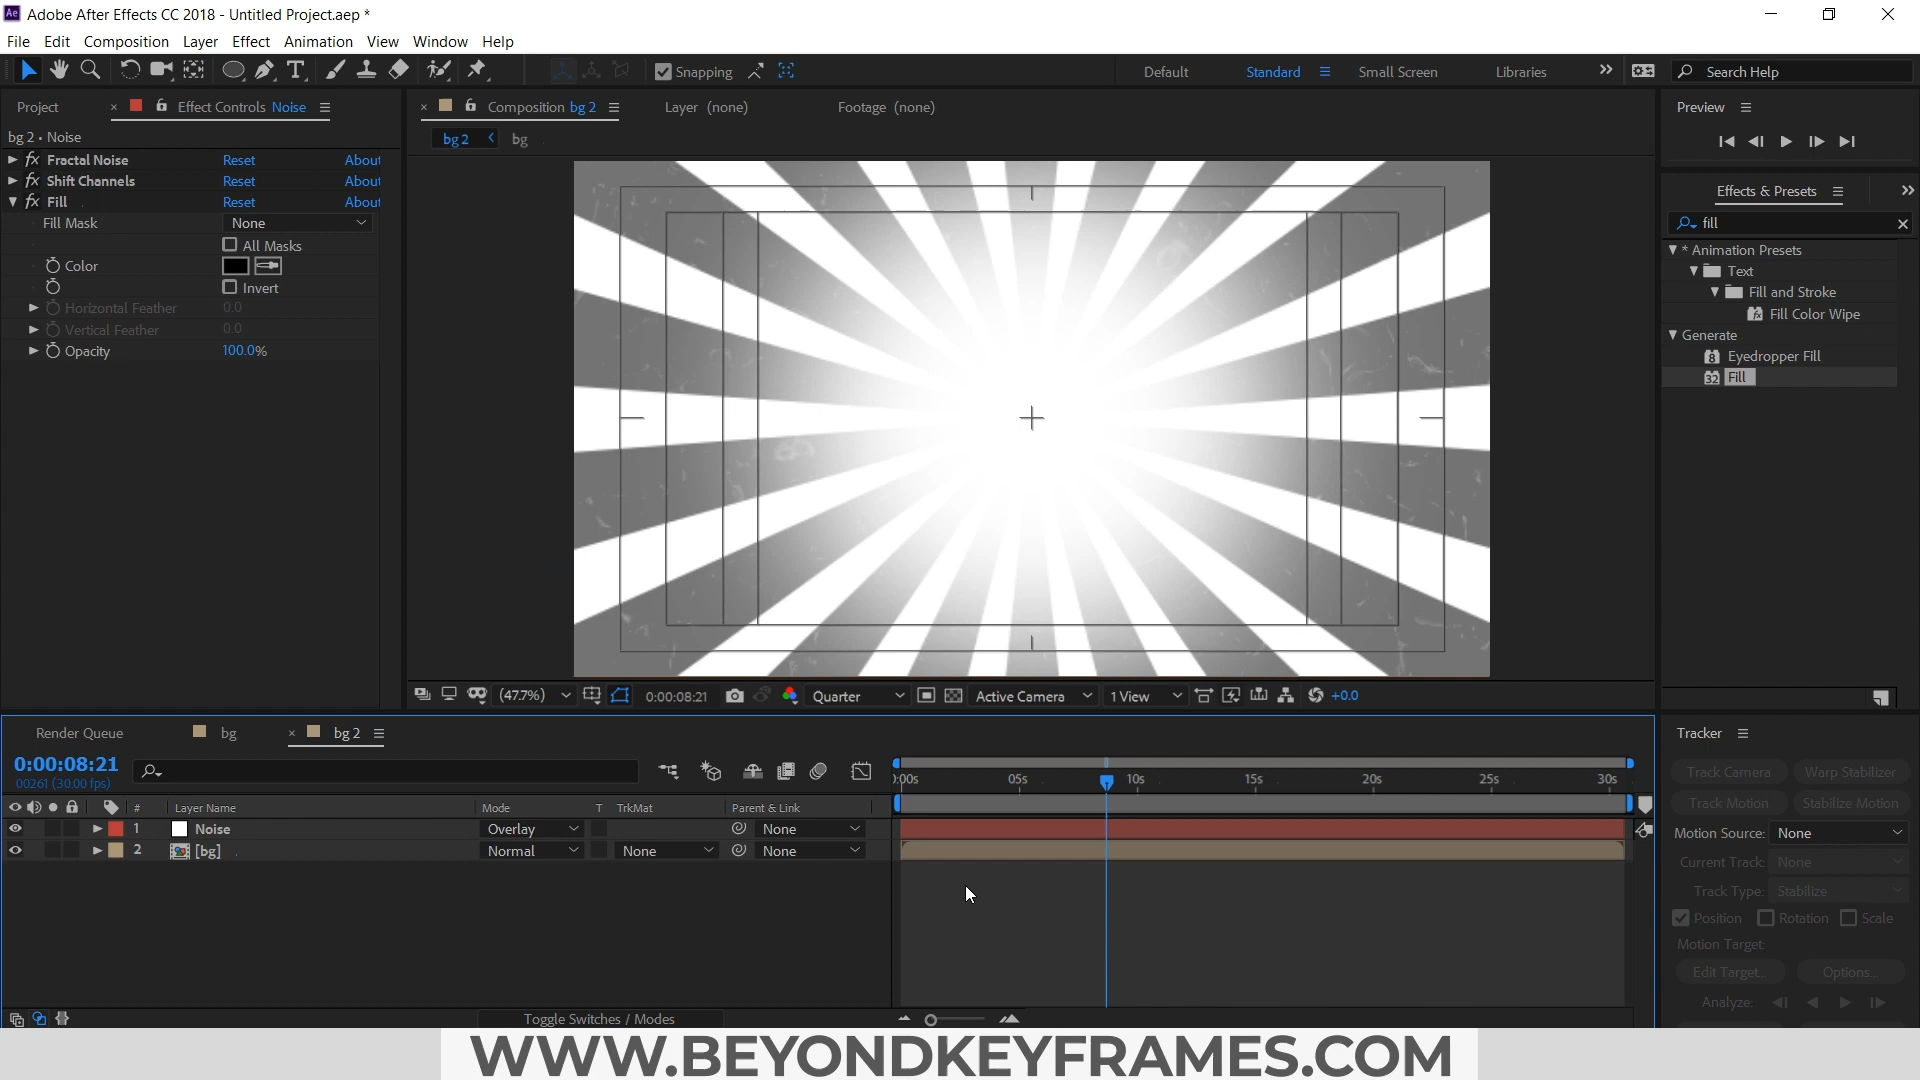 Ae Adobe After Effects CC 2018 - Untitled Project.aep *
File Edit Composition Layer Effect Animation View Window Help
Snapping Default Standard Small Screen Libraries Search Help
Project Effect Controls Noise Composition bg 2 Layer (none) Footage (none) Preview
bg 2 • Noise bg 2 bg
fx Fractal Noise Reset About
fx Shift Channels Reset About
fx Fill Reset About
Fill Mask None
All Masks
Color
Invert
Horizontal Feather 0.0
Vertical Feather 0.0
Opacity 100.0%
Effects & Presets
fill
* Animation Presets
Text
Fill and Stroke
Fill Color Wipe
Generate
8 Eyedropper Fill
32 Fill
(47.7%) 0:00:08:21 Quarter Active Camera 1 View +0.0
Render Queue bg bg 2
0:00:08:21
00261 (30.00 fps)
):00s 05s 10s 15s 20s 25s 30s
# Layer Name Mode T TrkMat Parent & Link
1 Noise Overlay None
2 [bg] Normal None None
Toggle Switches / Modes
Tracker
Track Camera Warp Stabilizer
Track Motion Stabilize Motion
Motion Source: None
Current Track: None
Track Type: Stabilize
Position Rotation Scale
Motion Target:
Edit Target... Options...
Analyze:
WWW.BEYONDKEYFRAMES.COM